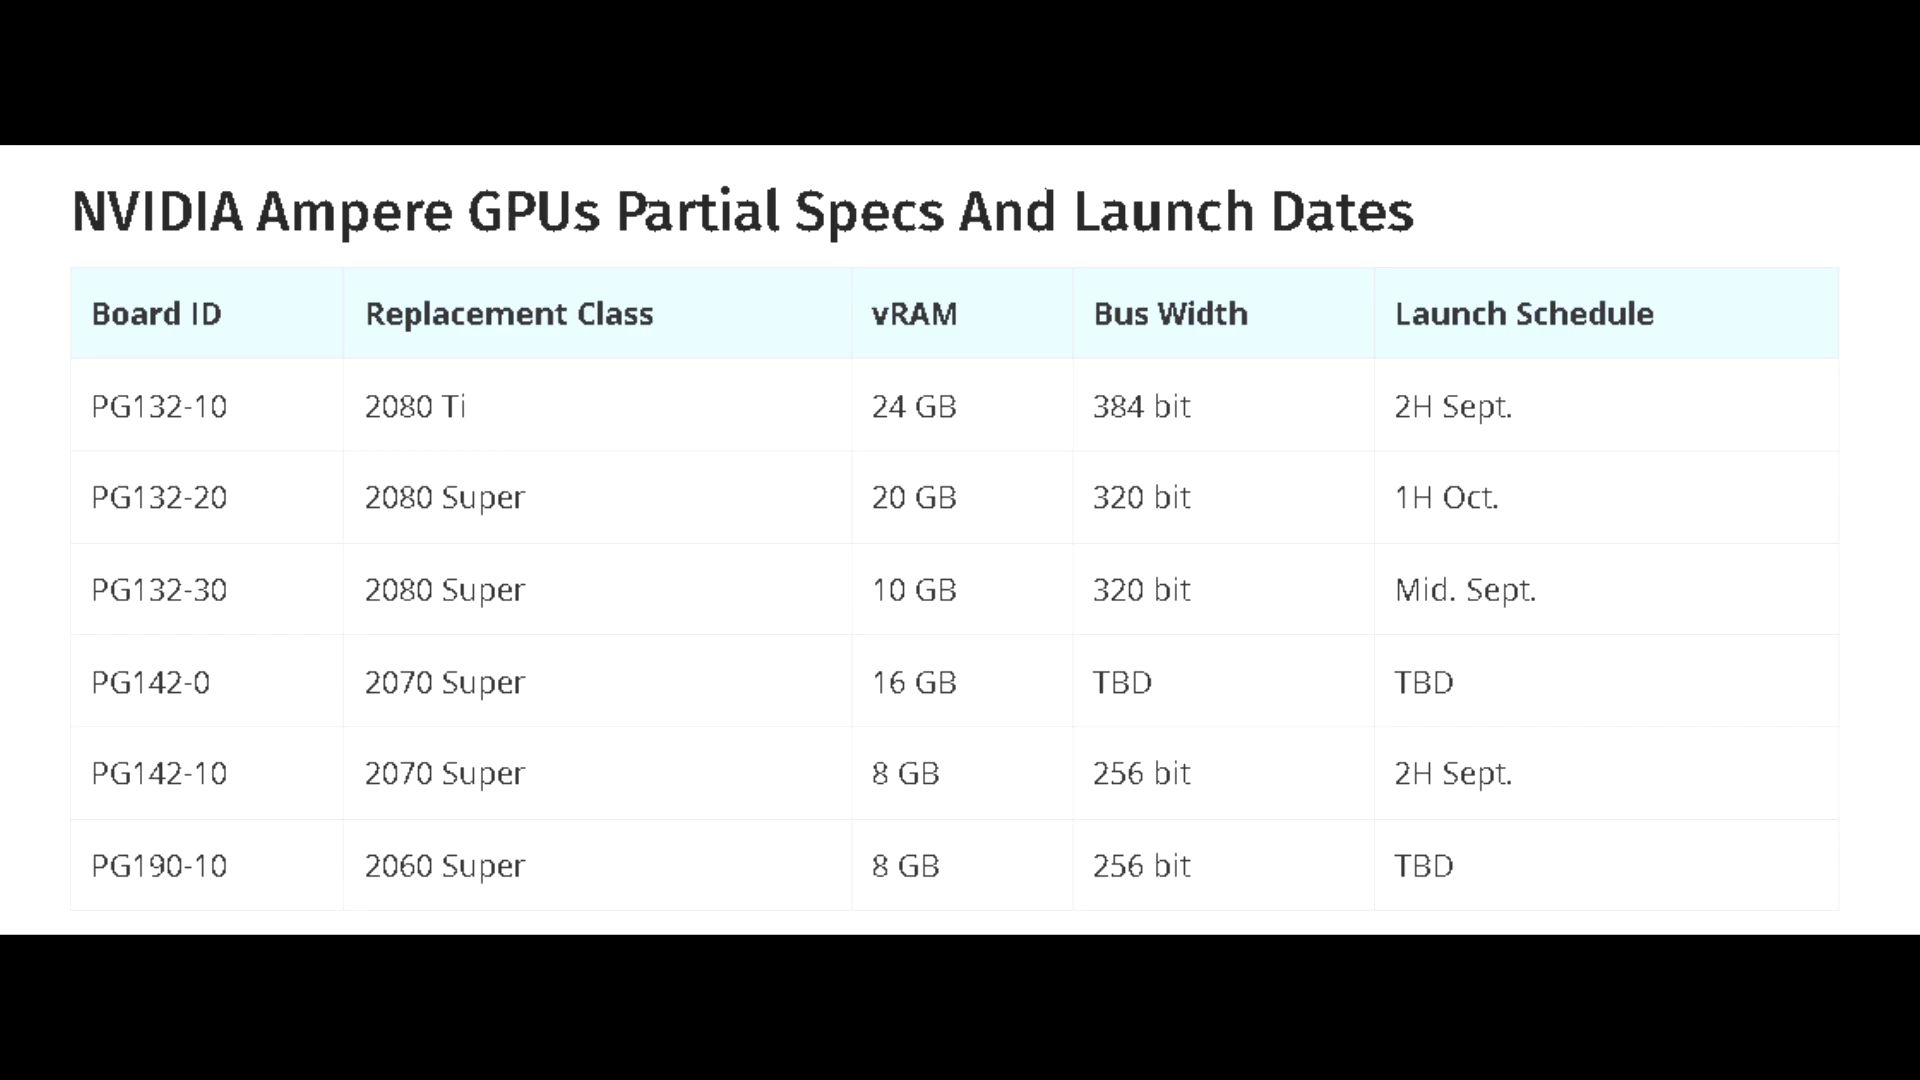 NVIDIA Ampere GPUs Partial Specs And Launch Dates
Board ID Replacement Class vRAM Bus Width Launch Schedule
PG132-10 2080 Ti 24 GB 384 bit 2H Sept.
PG132-20 2080 Super 20 GB 320 bit 1H Oct.
PG132-30 2080 Super 10 GB 320 bit Mid. Sept.
PG142-0 2070 Super 16 GB TBD TBD
PG142-10 2070 Super 8 GB 256 bit 2H Sept.
PG190-10 2060 Super 8 GB 256 bit TBD